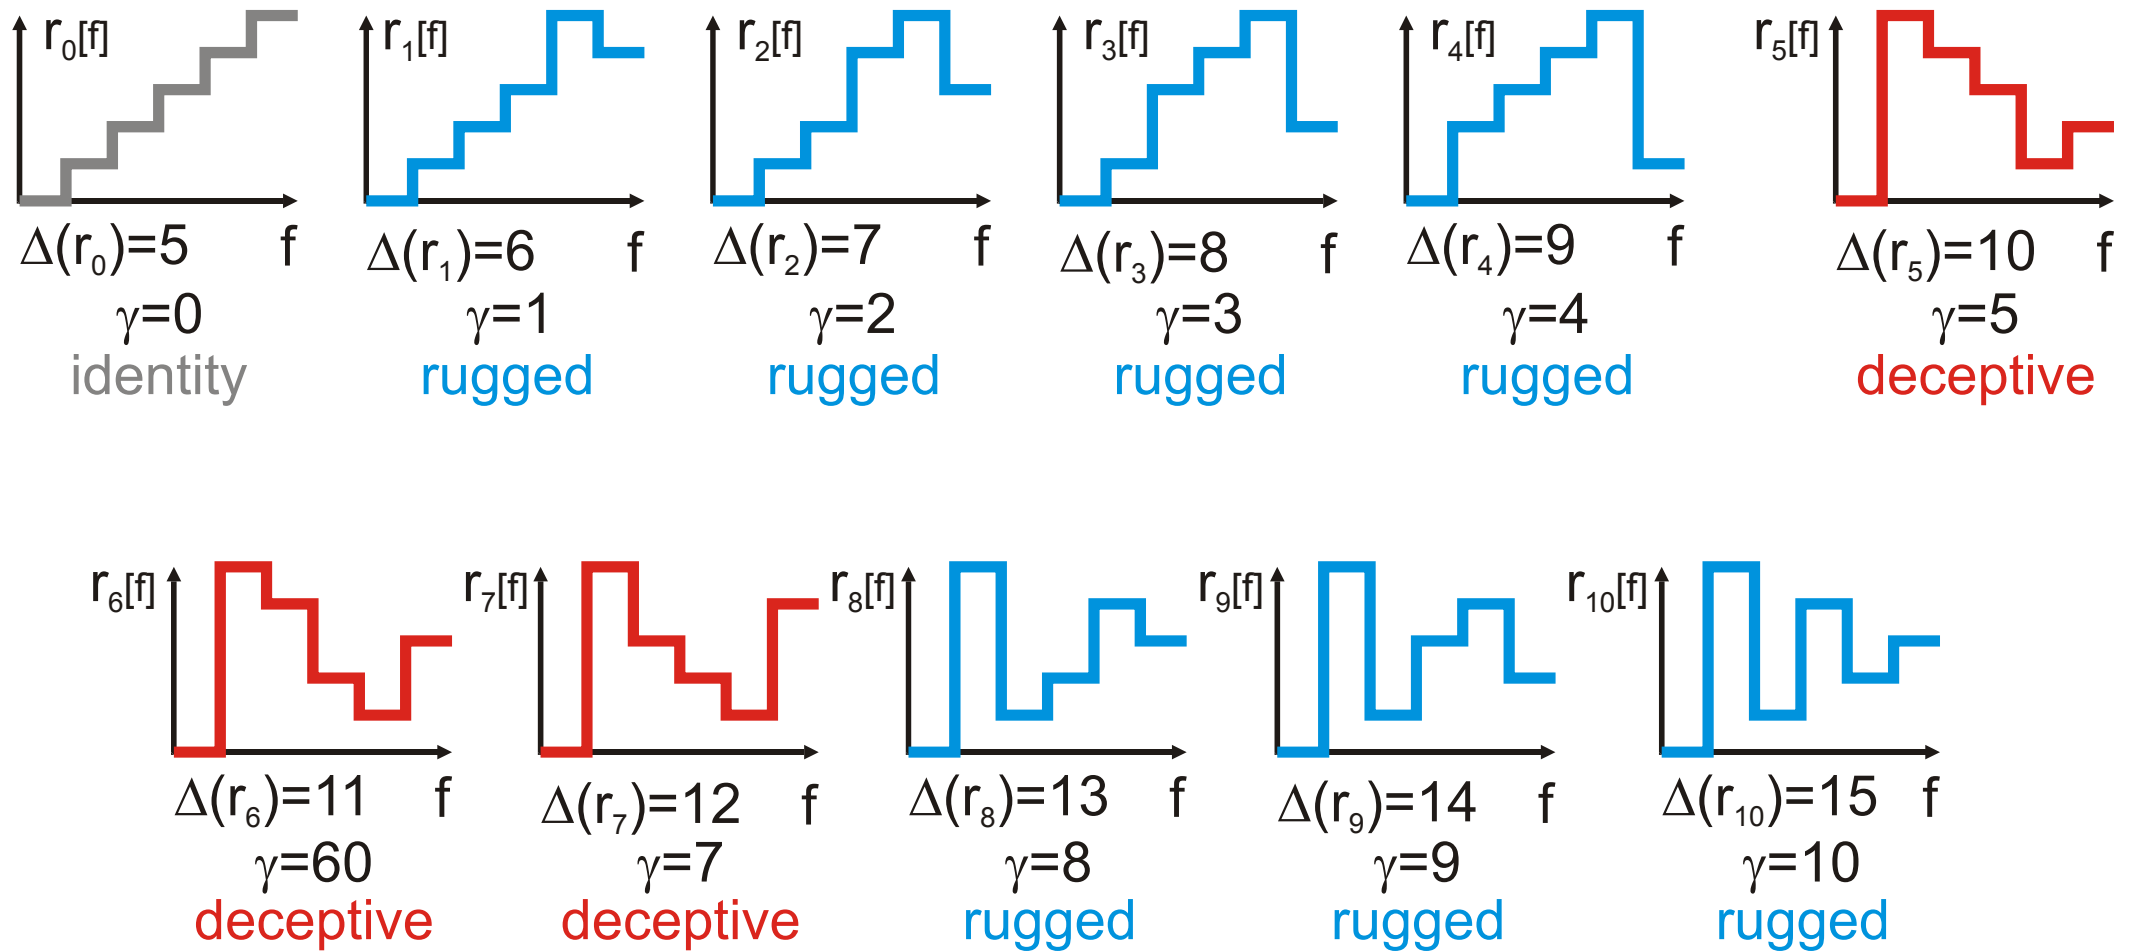 r0[f] r1[f] r2[f] r3[f] r4[f] r5[f]
Δ(r0)=5 f Δ(r1)=6 f Δ(r2)=7 f Δ(r3)=8 f Δ(r4)=9 f Δ(r5)=10 f
γ=0 γ=1 γ=2 γ=3 γ=4 γ=5
identity rugged rugged rugged rugged deceptive
r6[f] r7[f] r8[f] r9[f] r10[f]
Δ(r6)=11 f Δ(r7)=12 f Δ(r8)=13 f Δ(r9)=14 f Δ(r10)=15 f
γ=60 γ=7 γ=8 γ=9 γ=10
deceptive deceptive rugged rugged rugged